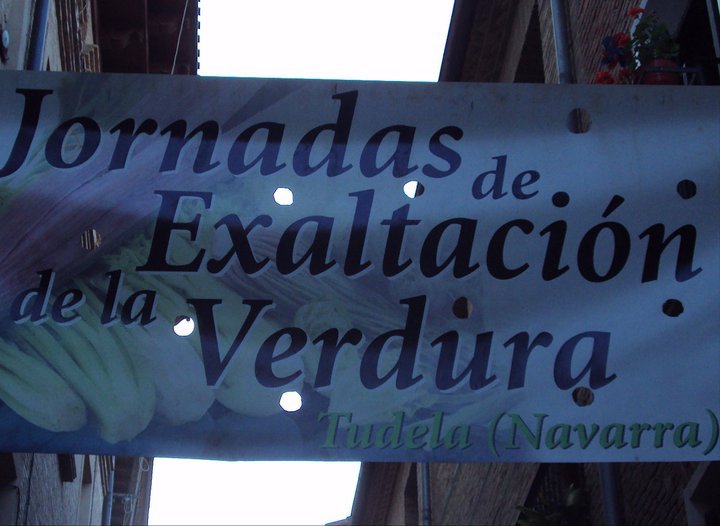 Jornadas de
Exaltación
de la Verdura
Tudela (Navarra)